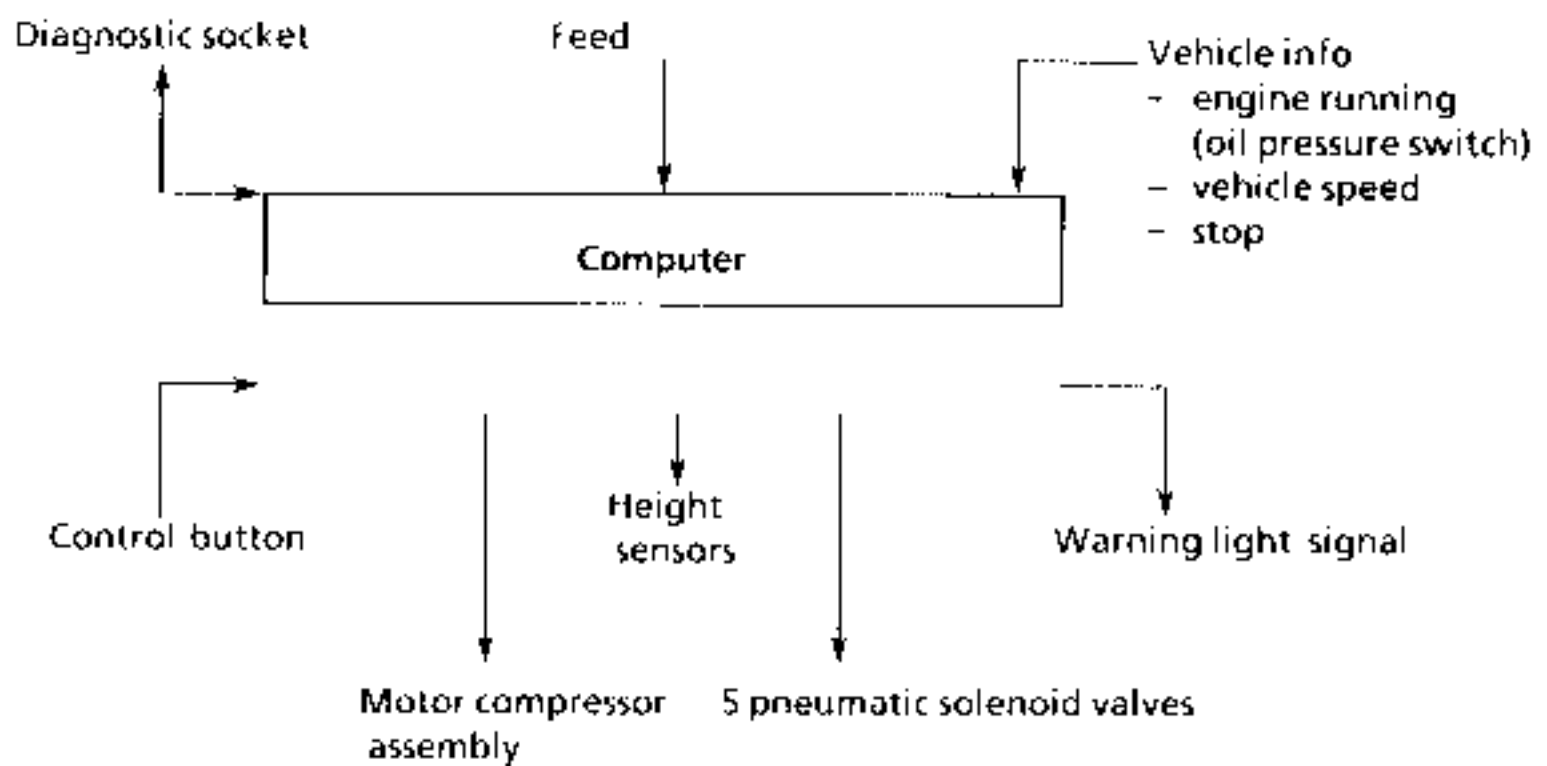 Diagnostic socket
Feed
Vehicle info
- engine running
(oil pressure switch)
- vehicle speed
- stop
Computer
Control button
Height
sensors
Warning light signal
Motor compressor
assembly
5 pneumatic solenoid valves